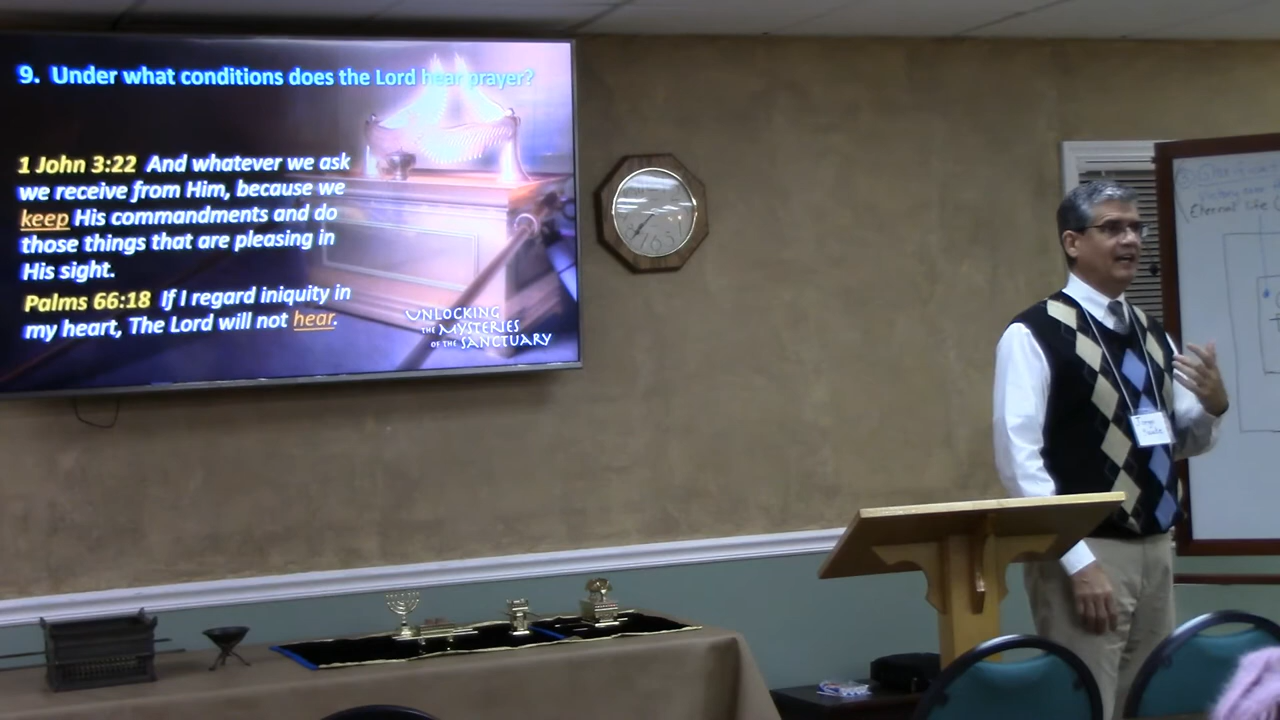 9. Under what conditions does the Lord hear prayer?
1 John 3:22 And whatever we ask
we receive from Him, because we
keep His commandments and do
those things that are pleasing in
His sight.
Palms 66:18 If I regard iniquity in
my heart, The Lord will not hear.
UNLOCKING
THE MYSTERIES
OF THE SANCTUARY
Eternal life